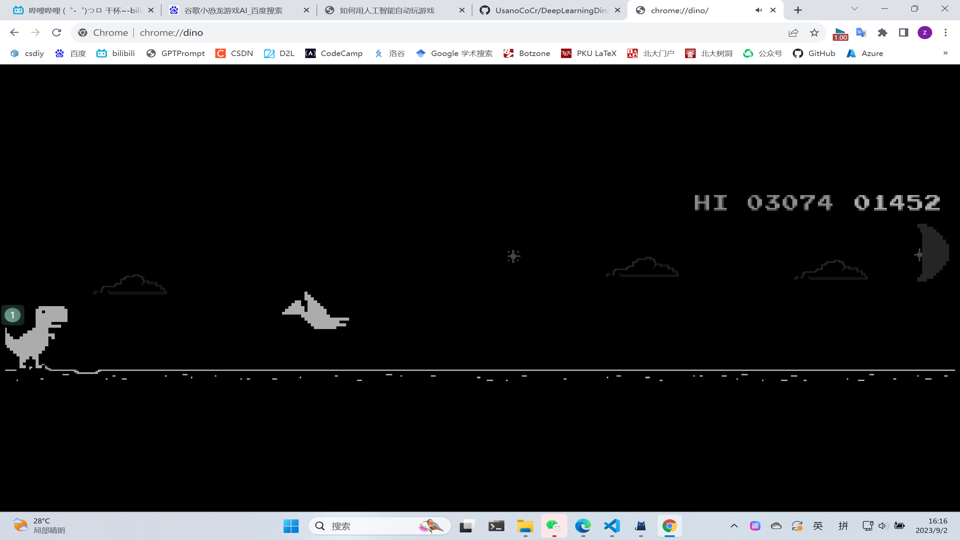 哔哩哔哩 (゜-゜)つロ 干杯~-bili
谷歌小恐龙游戏AI_百度搜索
如何用人工智能自动玩游戏
UsanoCoCr/DeepLearningDin
chrome://dino/
Chrome | chrome://dino
1.00
z
csdiy
百度
bilibili
GPTPrompt
CSDN
D2L
CodeCamp
洛谷
Google 学术搜索
Botzone
PKU LaTeX
北大门户
北大树洞
公众号
GitHub
Azure
»
HI 03074 01452
1
28°C
局部晴朗
搜索
英
拼
16:16
2023/9/2